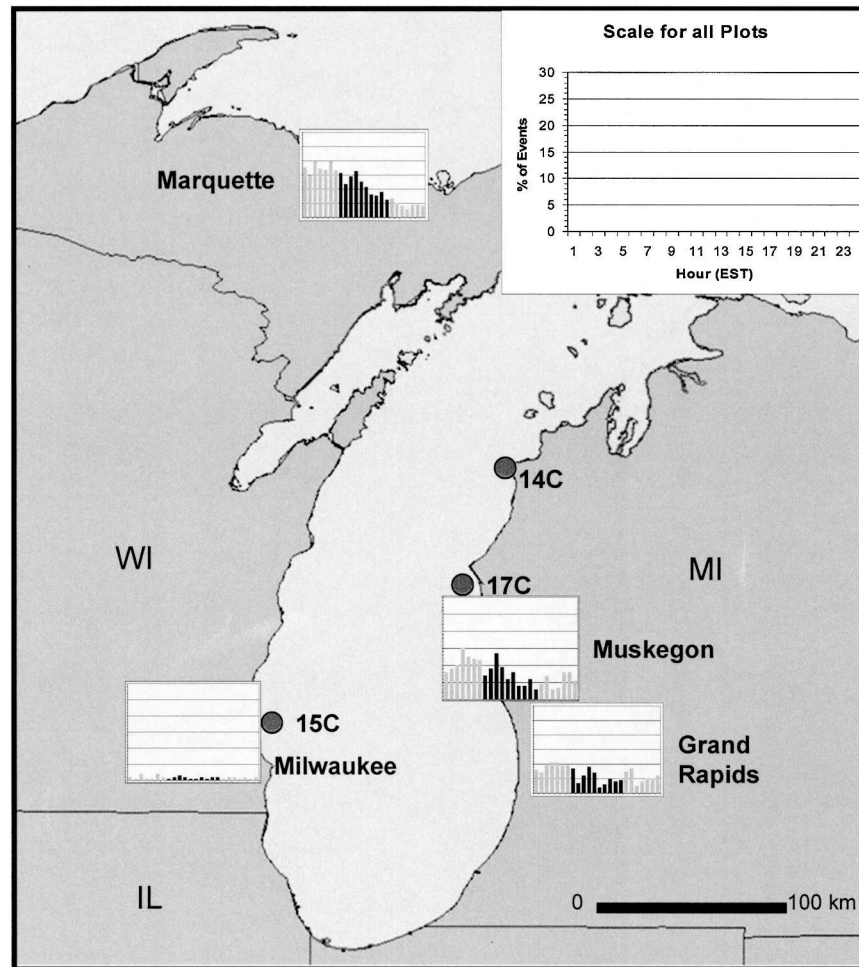 Scale for all Plots
30
25
20
15
10
5
0
% of Events
1 3 5 7 9 11 13 15 17 19 21 23
Hour (EST)
Marquette
14C
WI
17C
MI
Muskegon
15C
Milwaukee
Grand
Rapids
IL
0 100 km